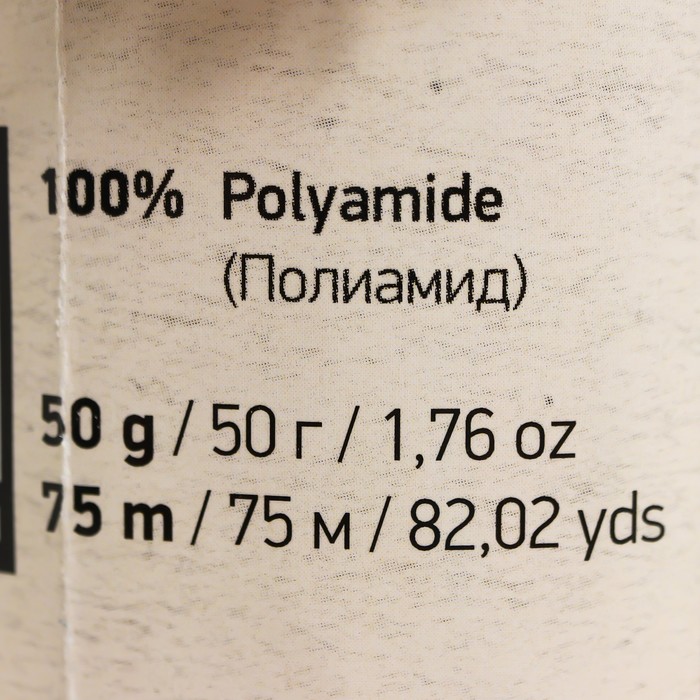 100% Polyamide
(Полиамид)
50 g / 50 г / 1,76 oz
75 m / 75 м / 82,02 yds